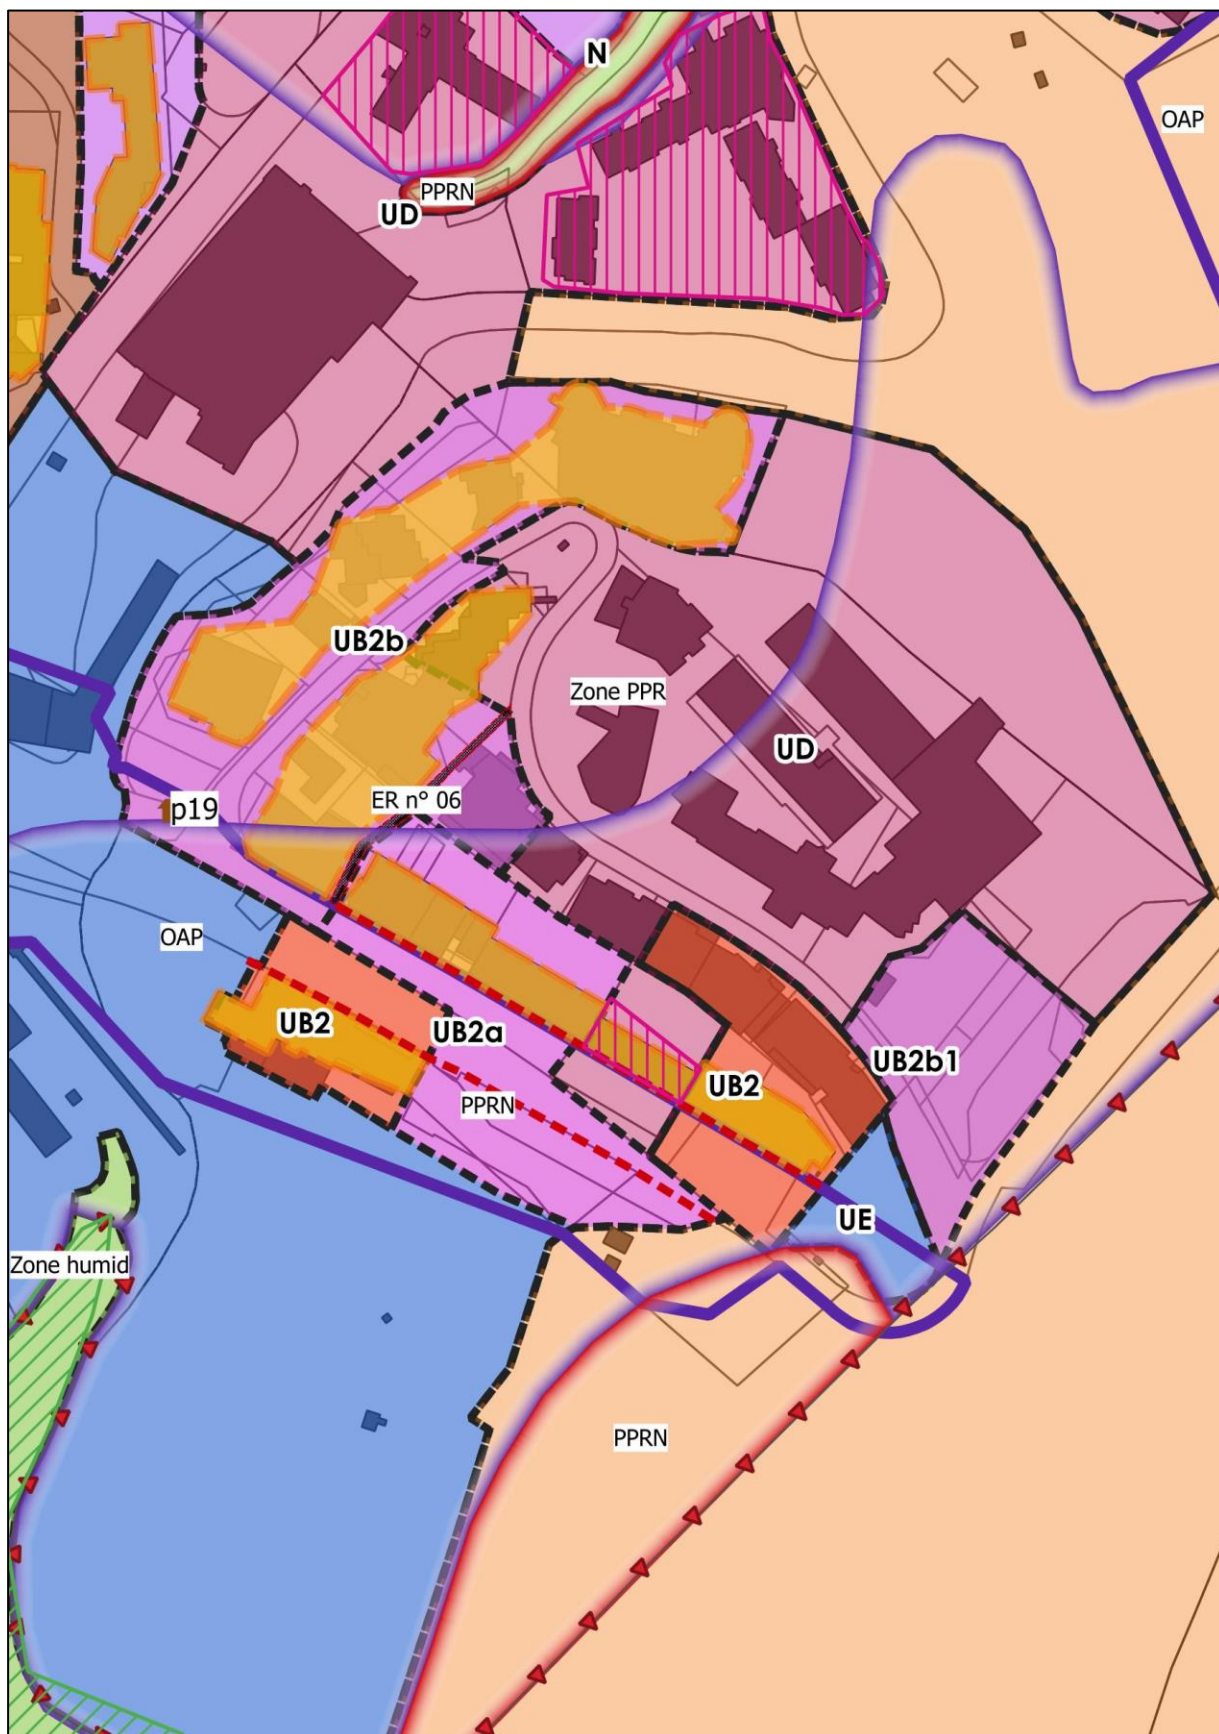 N
OAP
PPRN
UD
UB2b
Zone PPR
UD
ER n° 06
p19
OAP
UB2
UB2a
UB2b1
UB2
PPRN
UE
Zone humid
PPRN